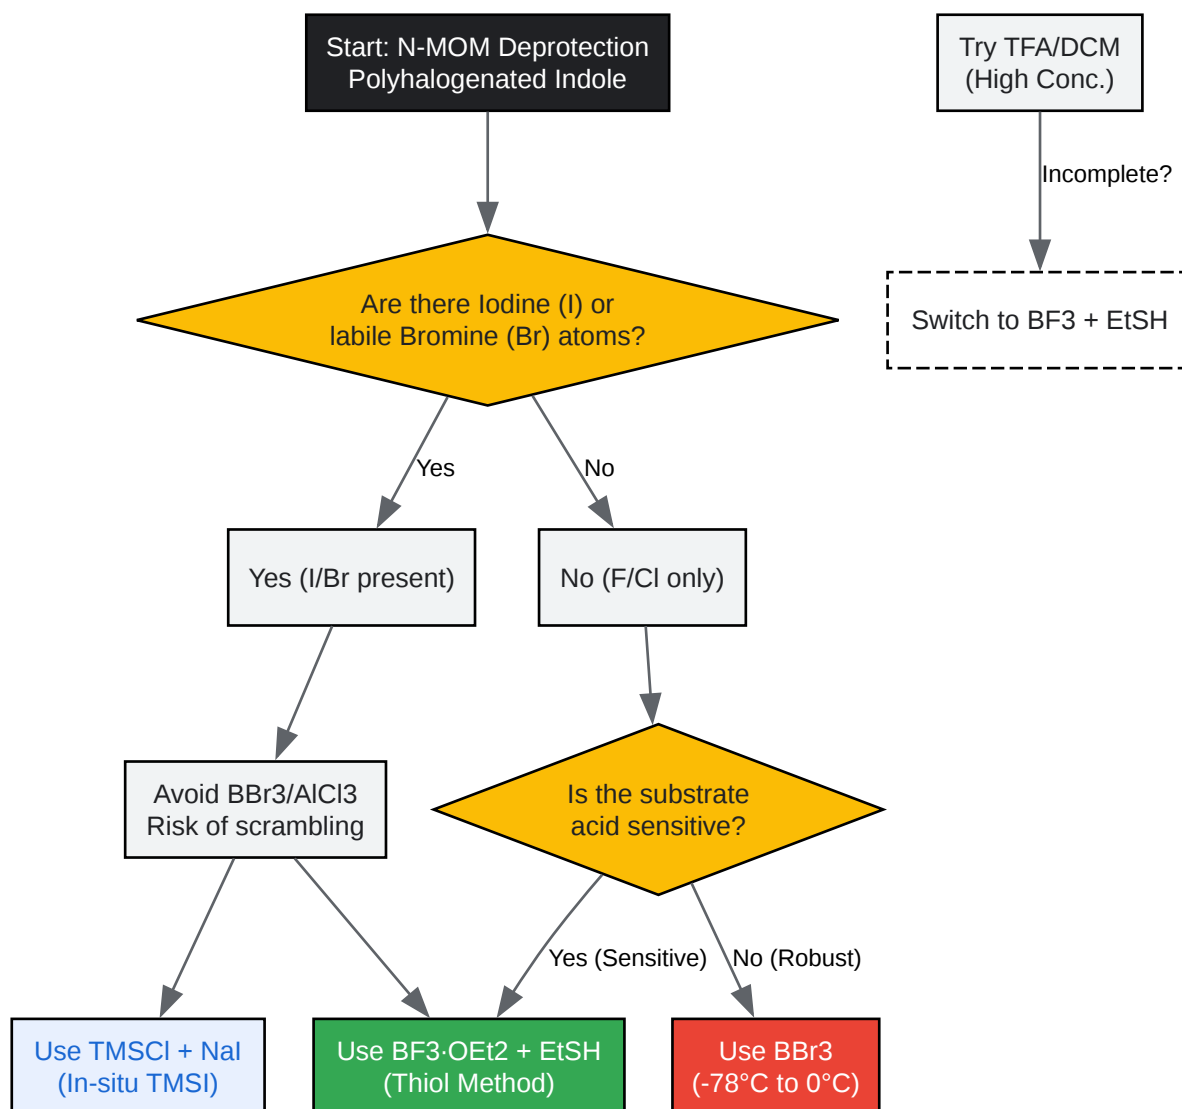 Start: N-MOM Deprotection
Polyhalogenated Indole
Try TFA/DCM
(High Conc.)
Incomplete?
Are there Iodine (I) or
labile Bromine (Br) atoms?
Switch to BF3 + EtSH
Yes
No
Yes (I/Br present)
No (F/Cl only)
Avoid BBr3/AlCl3
Risk of scrambling
Is the substrate
acid sensitive?
Yes (Sensitive)
No (Robust)
Use TMSCl + NaI
(In-situ TMSI)
Use BF3·OEt2 + EtSH
(Thiol Method)
Use BBr3
(-78°C to 0°C)